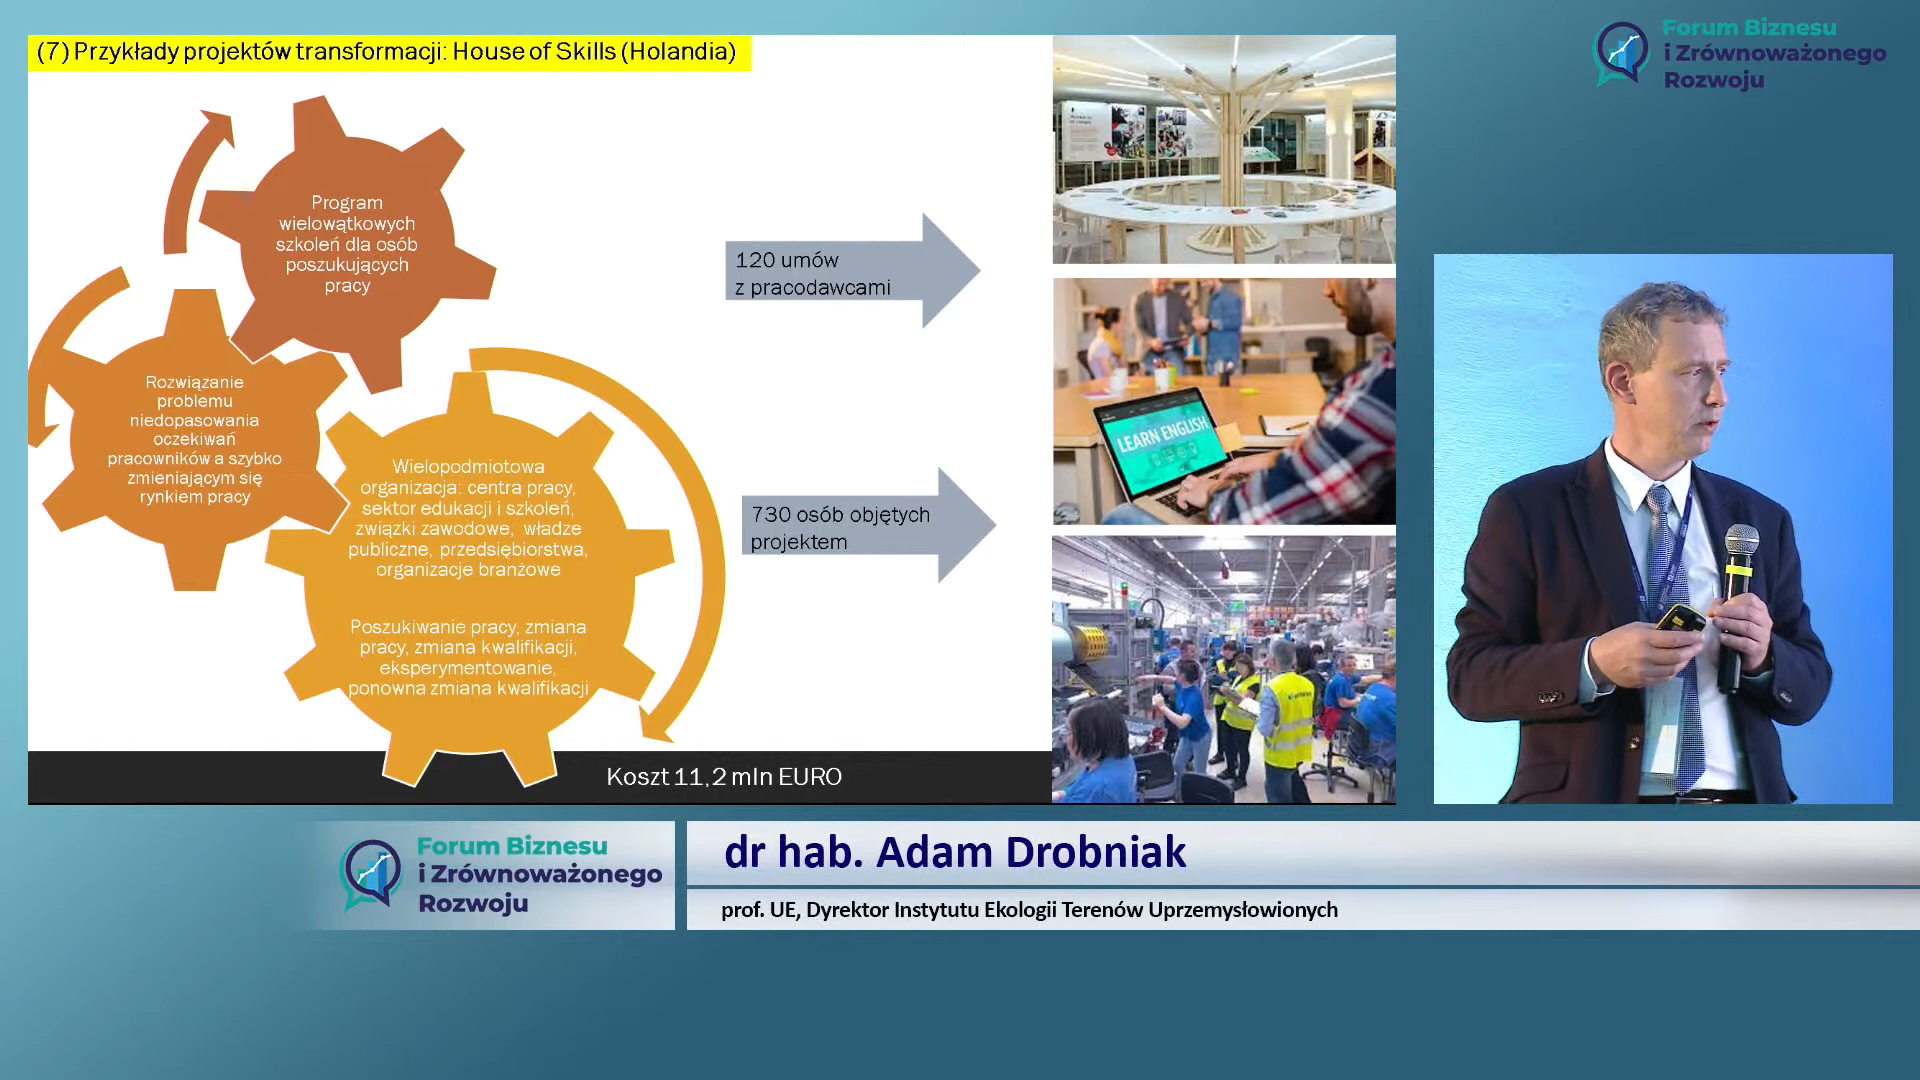 (7) Przykłady projektów transformacji: House of Skills (Holandia)
Forum Biznesu
i Zrównoważonego
Rozwoju
Program
wielowątkowych
szkoleń dla osób
poszukujących
pracy
Rozwiązanie
problemu
niedopasowania
oczekiwań
pracowników a szybko
zmieniającym się
rynkiem pracy
Wielopodmiotowa
organizacja: centra pracy,
sektor edukacji i szkoleń,
związki zawodowe, władze
publiczne, przedsiębiorstwa,
organizacje branżowe
Poszukiwanie pracy, zmiana
pracy, zmiana kwalifikacji,
eksperymentowanie,
ponowna zmiana kwalifikacji
120 umów
z pracodawcami
730 osób objętych
projektem
LEARN ENGLISH
Koszt 11,2 mln EURO
Forum Biznesu
i Zrównoważonego
Rozwoju
dr hab. Adam Drobniak
prof. UE, Dyrektor Instytutu Ekologii Terenów Uprzemysłowionych